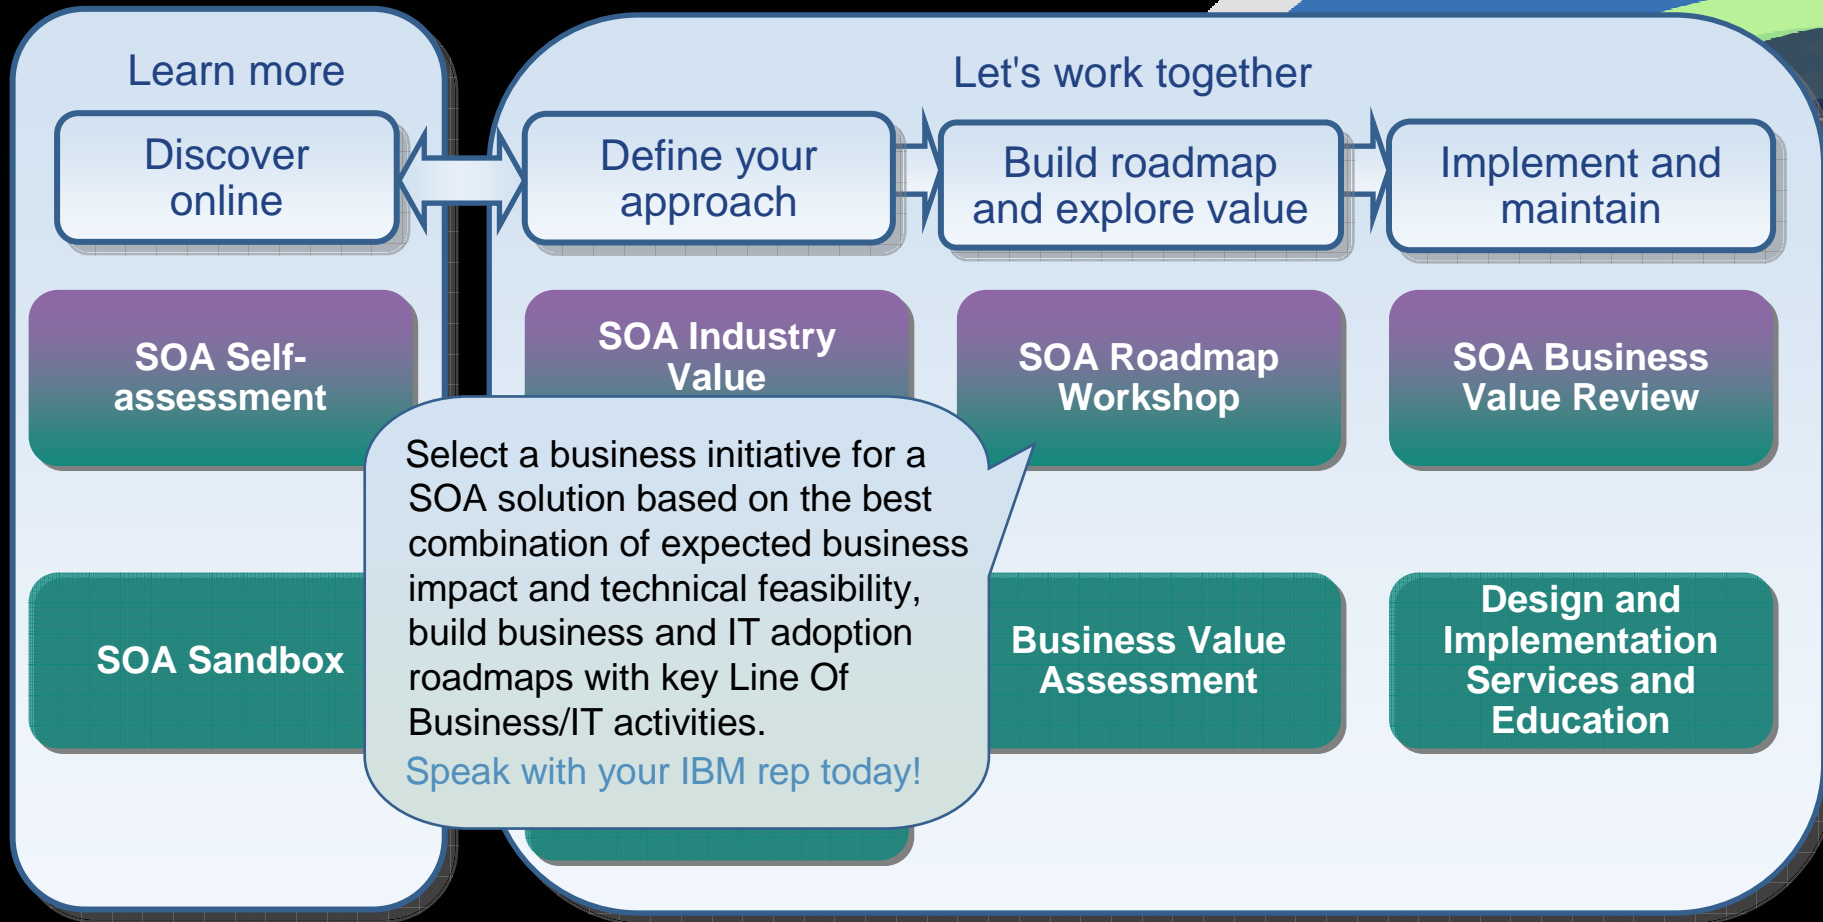 Learn more
Let's work together
Discover
online
Define your
approach
Build roadmap
and explore value
Implement and
maintain
SOA Self-
assessment
SOA Industry
Value
SOA Roadmap
Workshop
SOA Business
Value Review
Select a business initiative for a
SOA solution based on the best
combination of expected business
impact and technical feasibility,
build business and IT adoption
roadmaps with key Line Of
Business/IT activities.
Speak with your IBM rep today!
SOA Sandbox
Business Value
Assessment
Design and
Implementation
Services and
Education